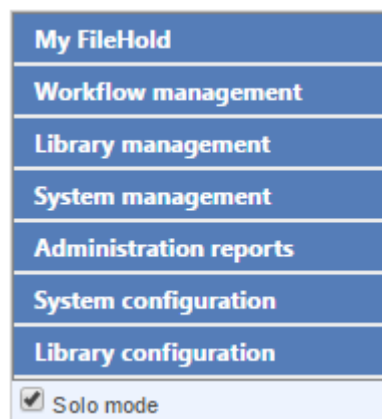 My FileHold
Workflow management
Library management
System management
Administration reports
System configuration
Library configuration
Solo mode